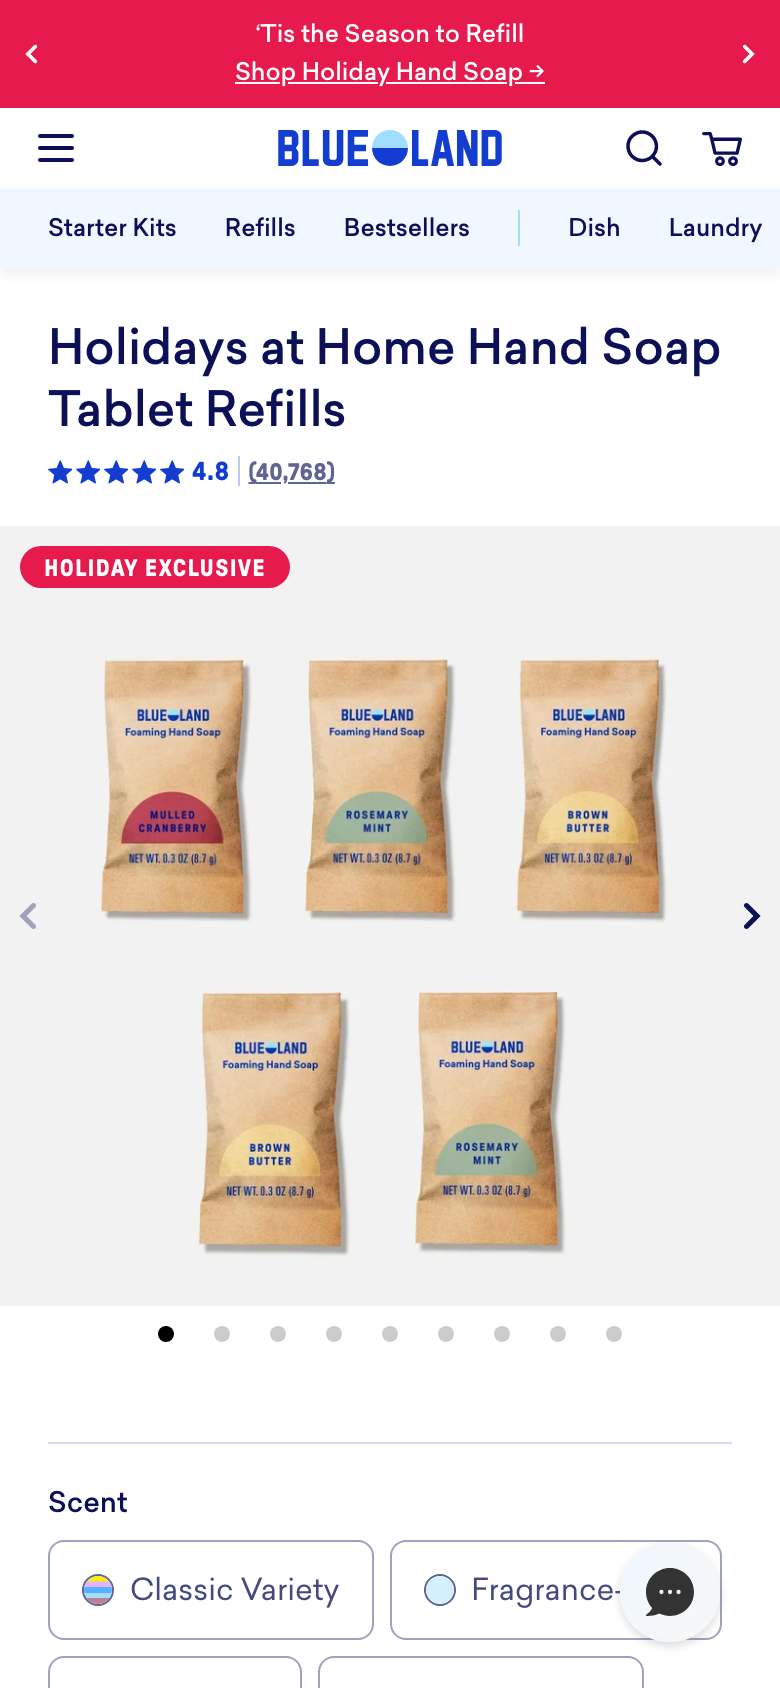 ‘Tis the Season to Refill
Shop Holiday Hand Soap →
BLUELAND
Starter Kits Refills Bestsellers Dish Laundry
Holidays at Home Hand Soap
Tablet Refills
4.8 (40,768)
HOLIDAY EXCLUSIVE
BLUELAND
Foaming Hand Soap
MULLED
CRANBERRY
NET WT. 0.3 OZ (8.7 g)
BLUELAND
Foaming Hand Soap
ROSEMARY
MINT
NET WT. 0.3 OZ (8.7 g)
BLUELAND
Foaming Hand Soap
BROWN
BUTTER
NET WT. 0.3 OZ (8.7 g)
BLUELAND
Foaming Hand Soap
BROWN
BUTTER
NET WT. 0.3 OZ (8.7 g)
BLUELAND
Foaming Hand Soap
ROSEMARY
MINT
NET WT. 0.3 OZ (8.7 g)
Scent
Classic Variety
Fragrance-